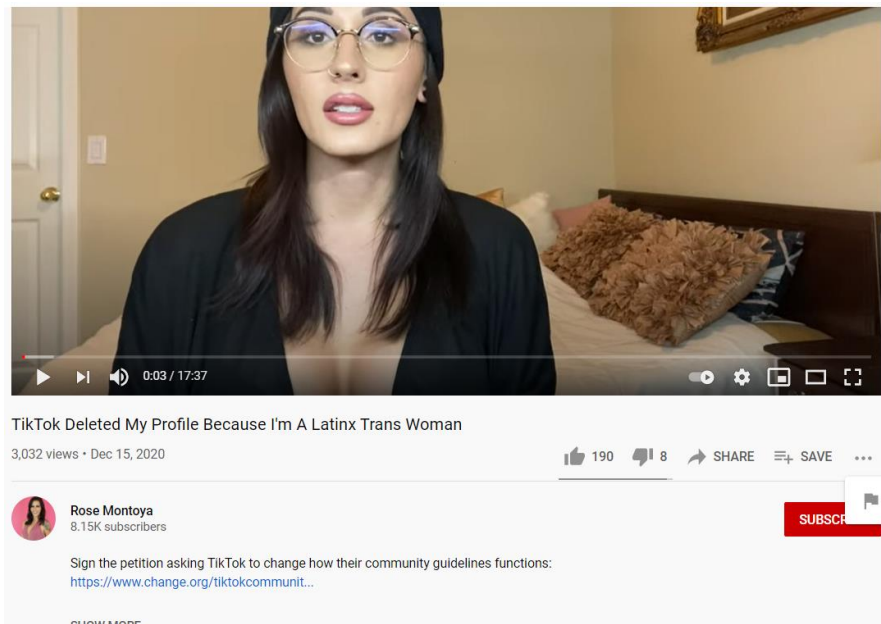 0:03 / 17:37
TikTok Deleted My Profile Because I'm A Latinx Trans Woman
3,032 views • Dec 15, 2020
190 8 SHARE SAVE
Rose Montoya
8.15K subscribers
SUBSCR
Sign the petition asking TikTok to change how their community guidelines functions:
https://www.change.org/tiktokcommunit...
SHOW MORE